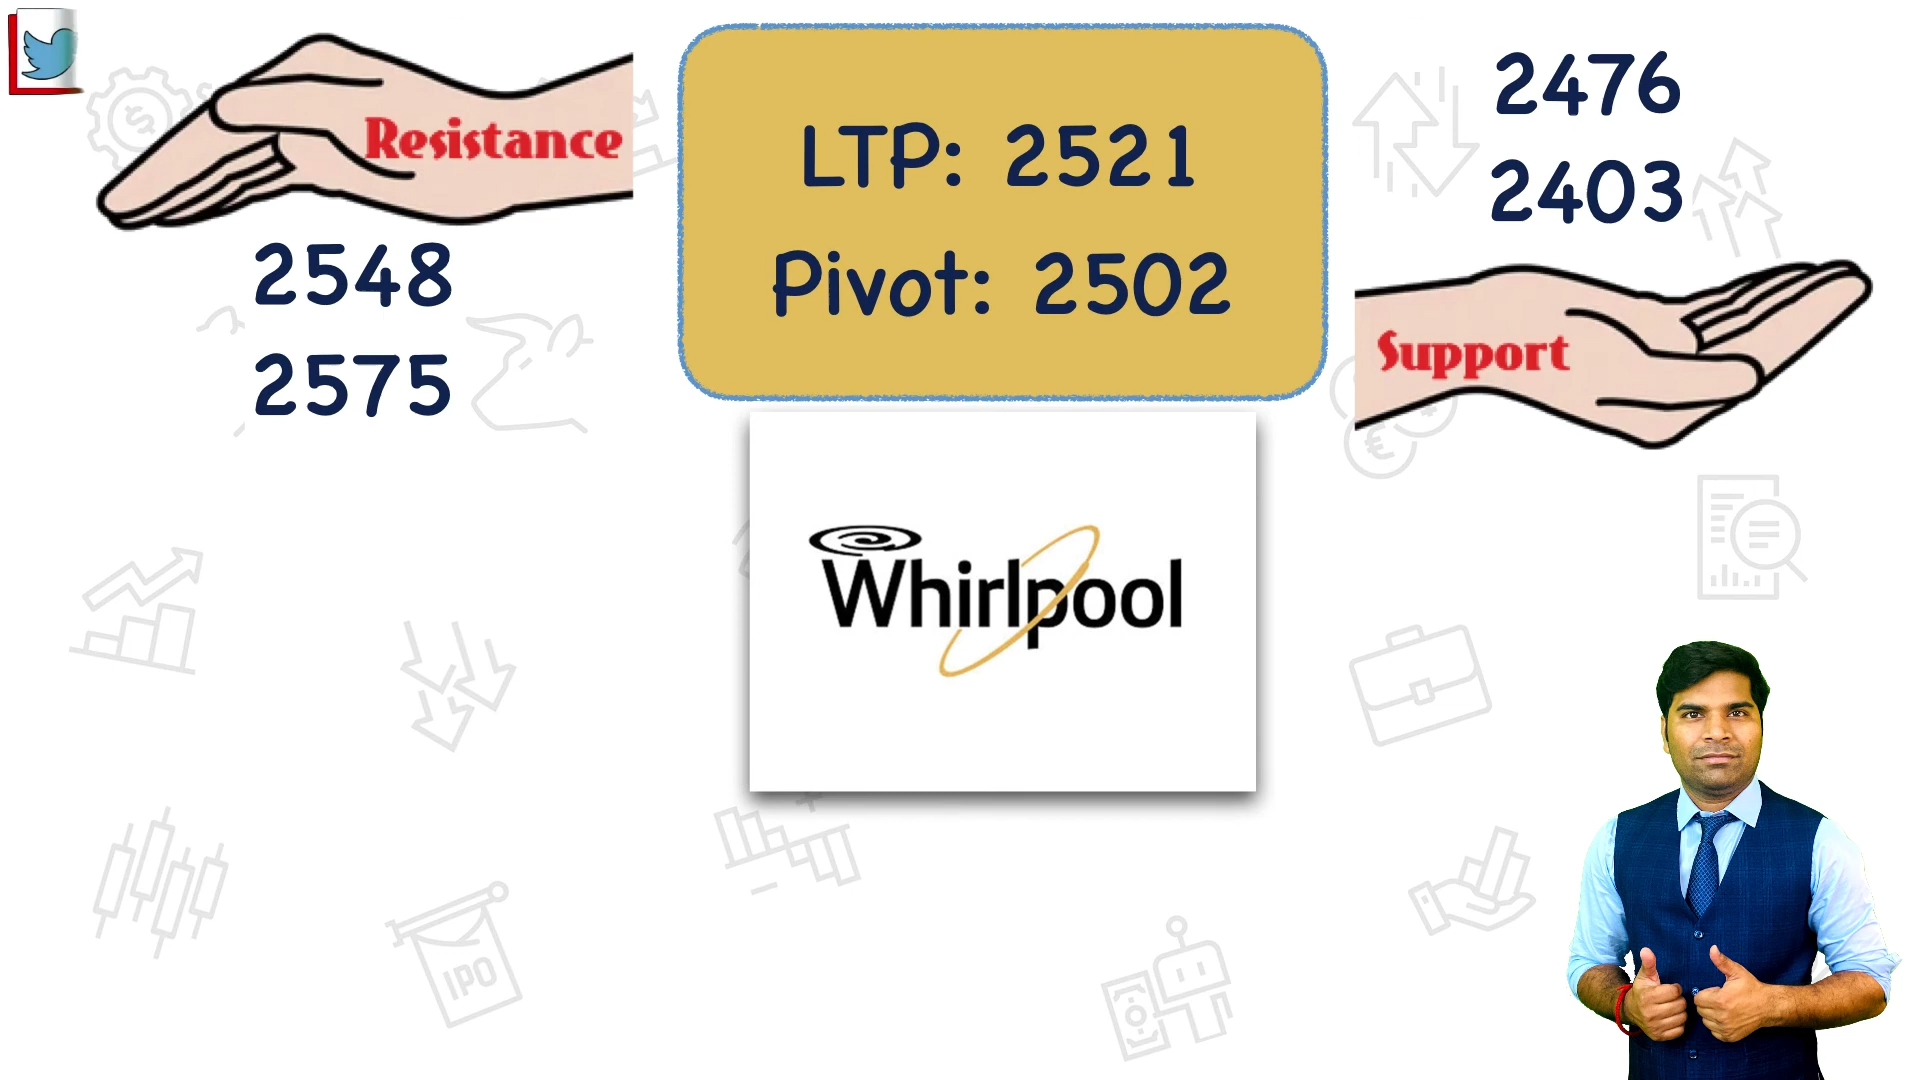 Resistance
2548
2575
LTP: 2521
Pivot: 2502
2476
2403
Support
Whirlpool
IPO